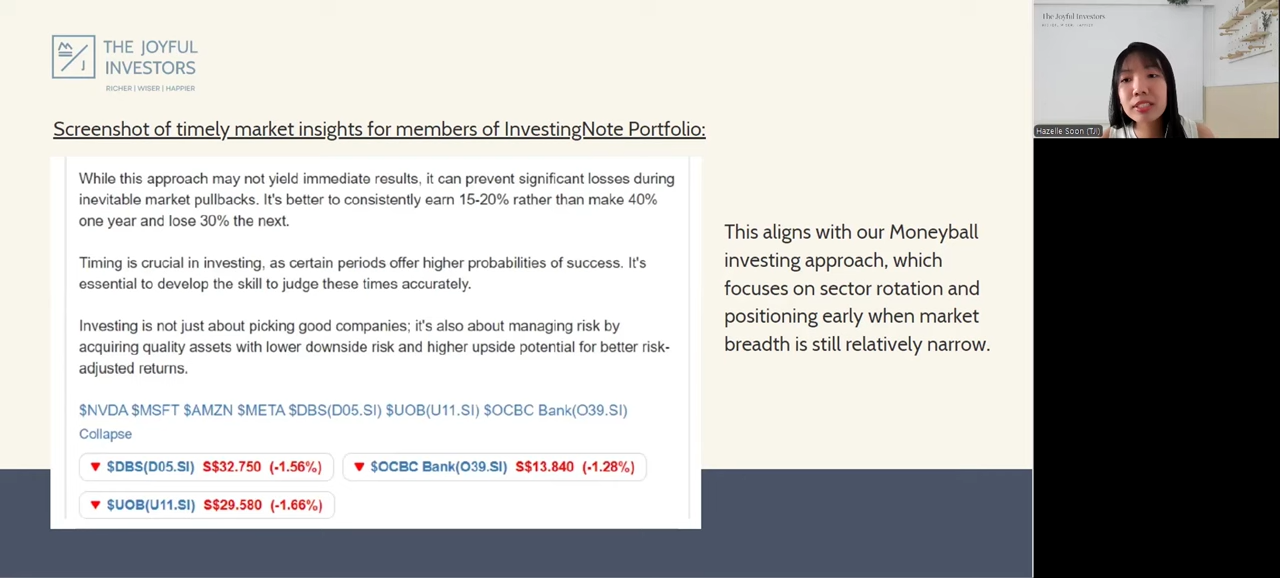 THE JOYFUL
INVESTORS
RICHER | WISER | HAPPIER
Screenshot of timely market insights for members of InvestingNote Portfolio:
While this approach may not yield immediate results, it can prevent significant losses during
inevitable market pullbacks. It's better to consistently earn 15-20% rather than make 40%
one year and lose 30% the next.
Timing is crucial in investing, as certain periods offer higher probabilities of success. It's
essential to develop the skill to judge these times accurately.
Investing is not just about picking good companies; it's also about managing risk by
acquiring quality assets with lower downside risk and higher upside potential for better risk-
adjusted returns.
$NVDA $MSFT $AMZN $META $DBS(D05.SI) $UOB(U11.SI) $OCBC Bank(O39.SI)
Collapse
▼ $DBS(D05.SI) S$32.750 (-1.56%) ▼ $OCBC Bank(O39.SI) S$13.840 (-1.28%)
▼ $UOB(U11.SI) S$29.580 (-1.66%)
This aligns with our Moneyball
investing approach, which
focuses on sector rotation and
positioning early when market
breadth is still relatively narrow.
The Joyful Investors
Hazelle Soon (TJI)